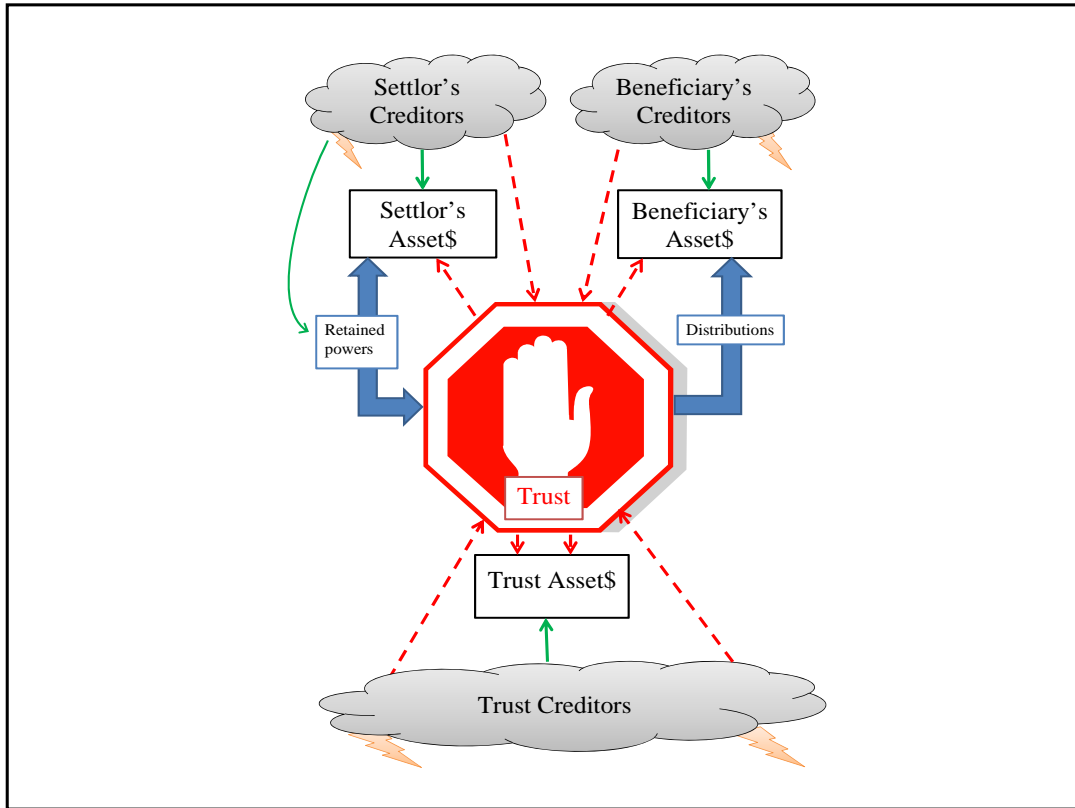 Settlor's
Creditors
Beneficiary's
Creditors
Settlor's
Asset$
Beneficiary's
Asset$
Retained
powers
Distributions
Trust
Trust Asset$
Trust Creditors